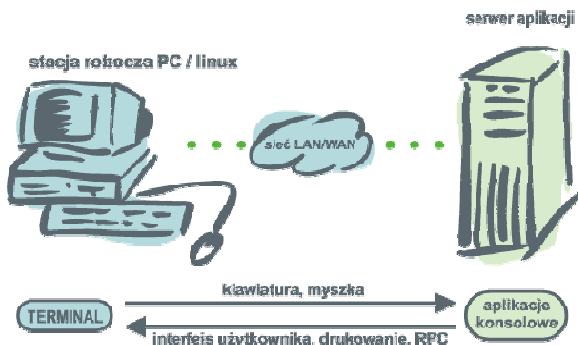 serwer aplikacji
stacja robocza PC / linux
sieć LAN/WAN
klawiatura, myszka
TERMINAL
aplikacje
konsolowe
interfejs użytkownika, drukowanie, RPC